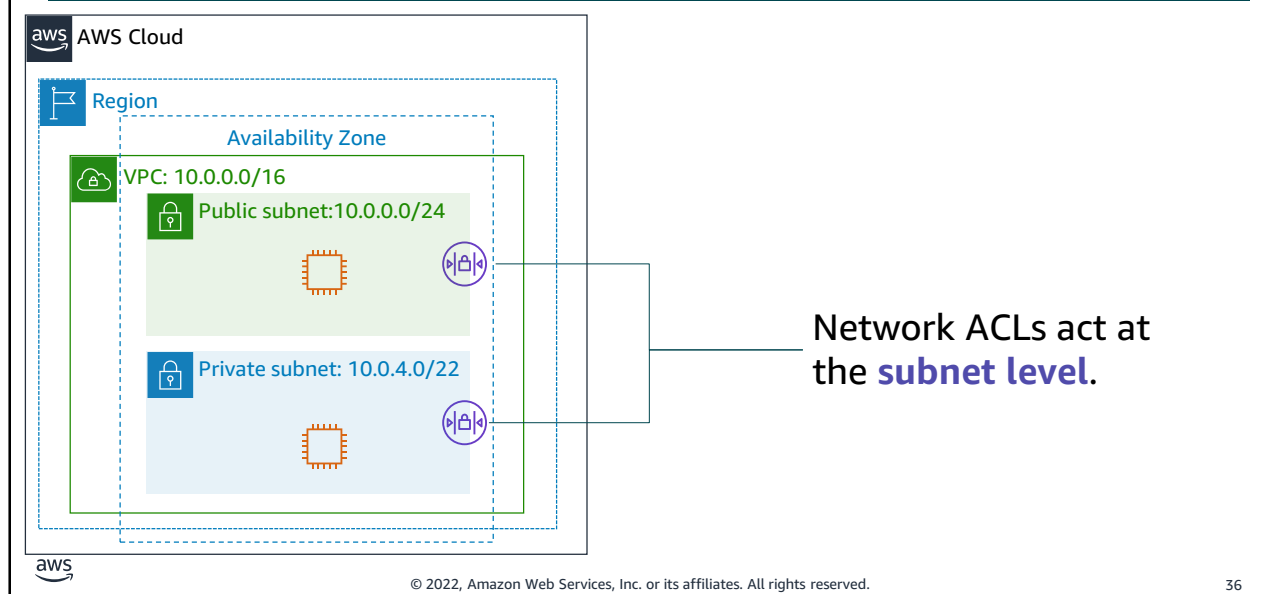 aws AWS Cloud
Region
Availability Zone
VPC: 10.0.0.0/16
Public subnet:10.0.0.0/24
Private subnet: 10.0.4.0/22
Network ACLs act at
the subnet level.
aws
© 2022, Amazon Web Services, Inc. or its affiliates. All rights reserved.
36